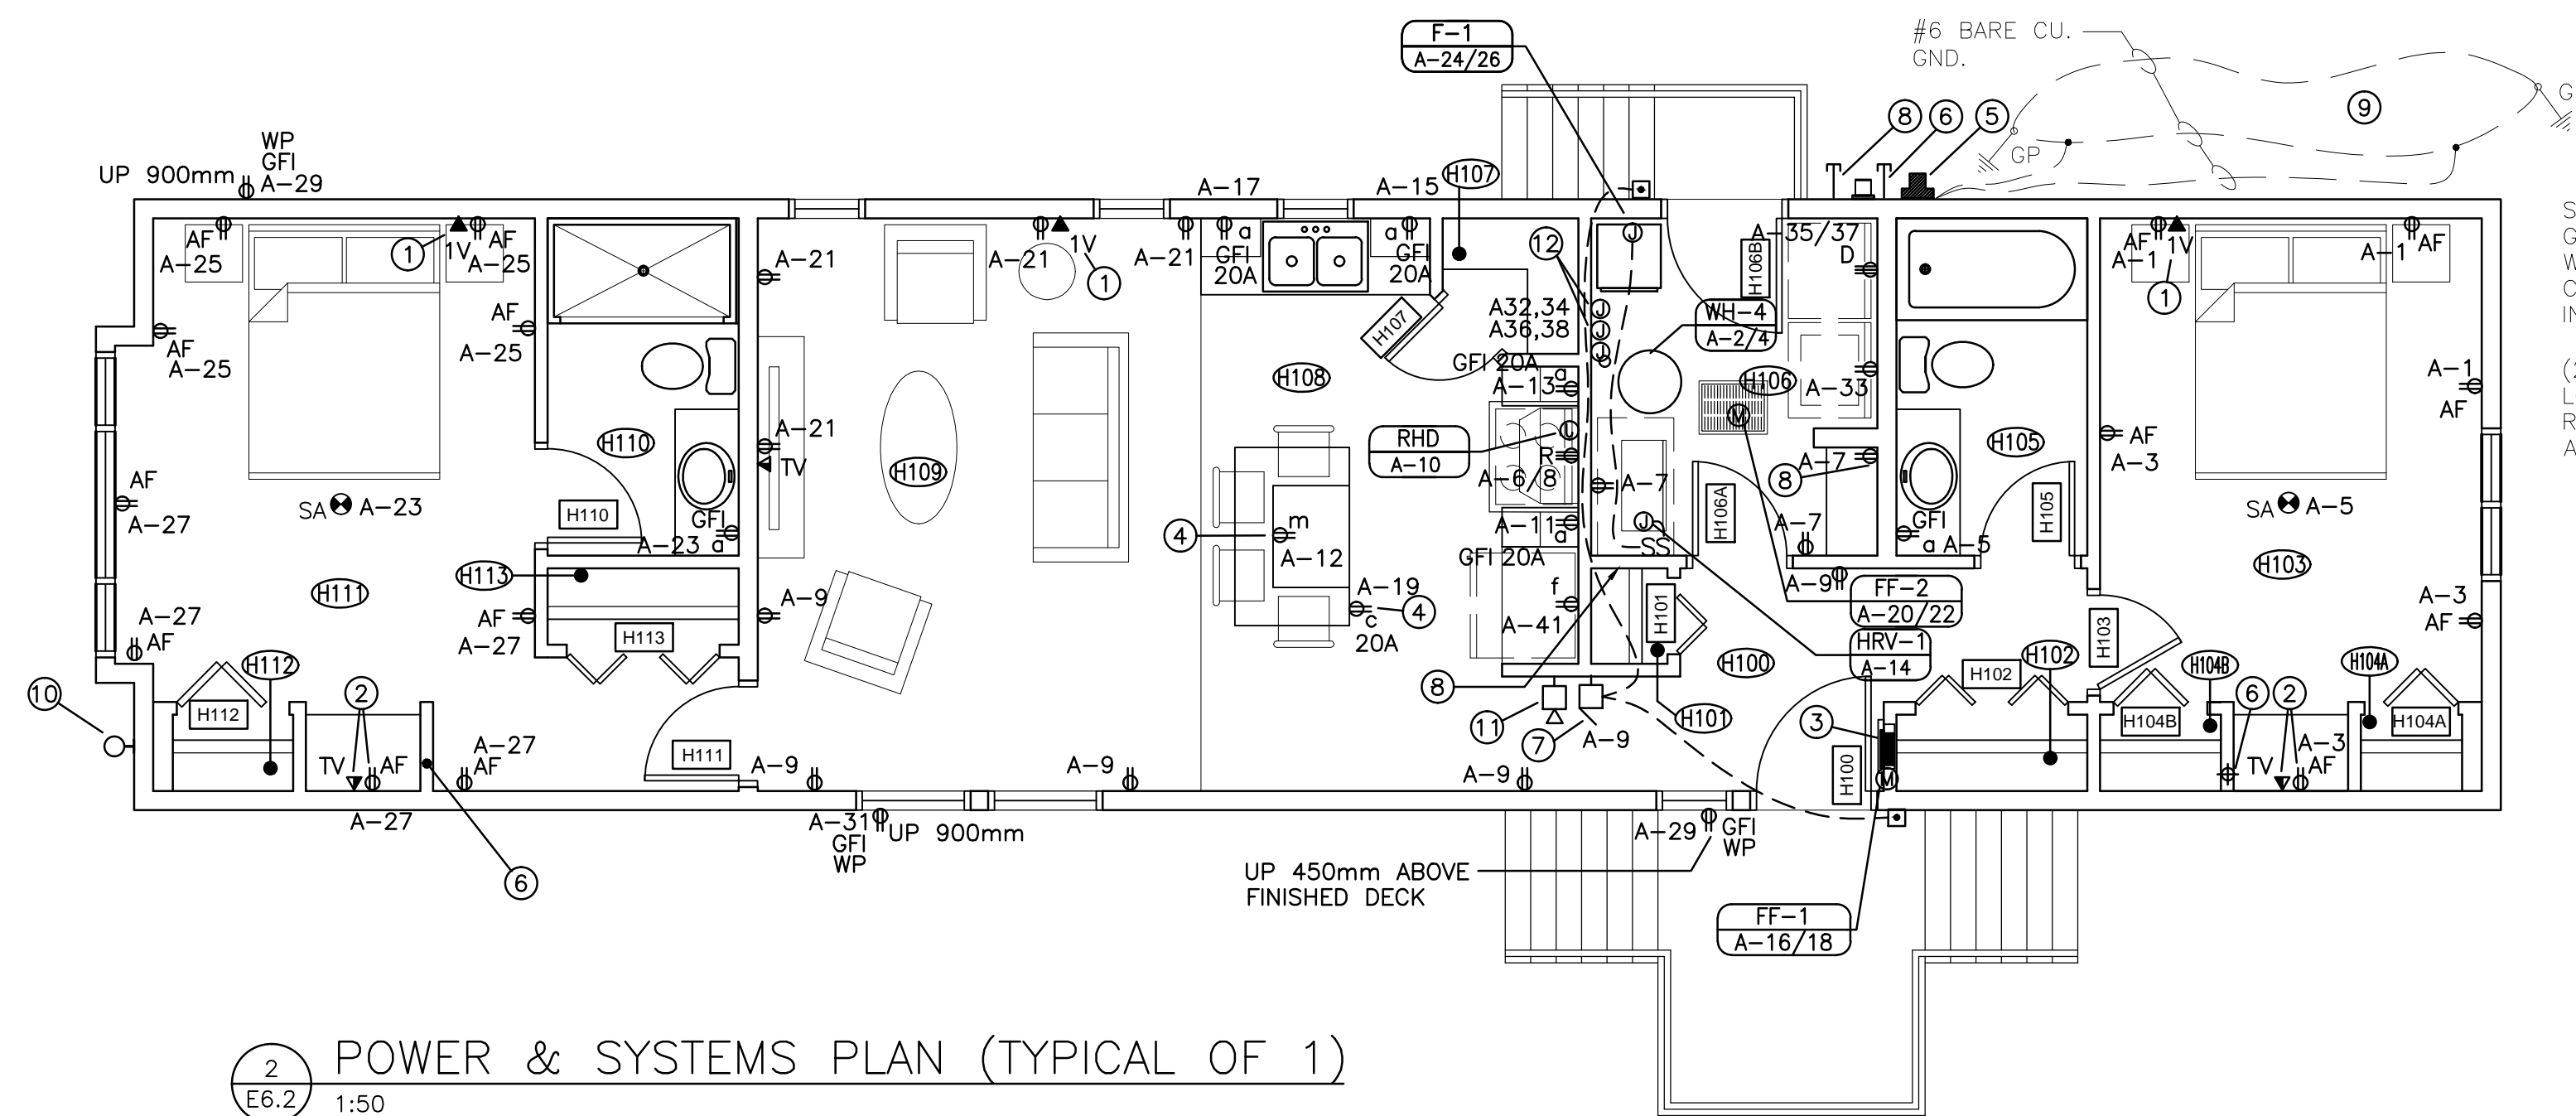 F-1
A-24/26
#6 BARE CU.
GND.
8
6
5
9
G
GP
WP
GFI
A-29
UP 900mm
H107
A-17
A-15
AF
A-25
1
1V
AF
A-25
A-21
A-21
1V
1
A-21
a
GFI
20A
a
GFI
20A
12
J
H106B
A-35/37
D
AF
A-1
1V
1
A-1
AF
S
G
W
C
IN
AF
A-25
AF
A-25
H107
A32,34
A36,38
J
J
J
WH-4
A-2/4
GFI 20A
a
A-13
H108
H106
M
A-33
A-1
AF
(2
L
R
A
A-21
TV
H110
H109
RHD
A-10
J
R
A-6/8
A-7
A-7
8
H105
AF
A-3
AF
A-27
SA
A-23
H110
GFI
A-23 a
4
m
A-12
A-11
a
GFI 20A
J
SS
H106A
A-7
GFI
a A-5
H105
SA
A-5
H111
H113
A-9
A-19
c
20A
4
f
A-41
H101
A-9
FF-2
A-20/22
H103
H103
A-3
AF
A-27
AF
AF
A-27
H113
HRV-1
A-14
H100
H102
H102
H104B
H104A
H112
2
H112
10
8
H101
11
7
A-9
3
H100
M
H104B
6
2
H104A
TV
AF
A-27
A-27
AF
H111
A-9
A-9
A-9
A-3
TV
AF
A-31
GFI
WP
UP 900mm
A-29
GFI
WP
6
UP 450mm ABOVE
FINISHED DECK
FF-1
A-16/18
2
E6.2
POWER & SYSTEMS PLAN (TYPICAL OF 1)
1:50